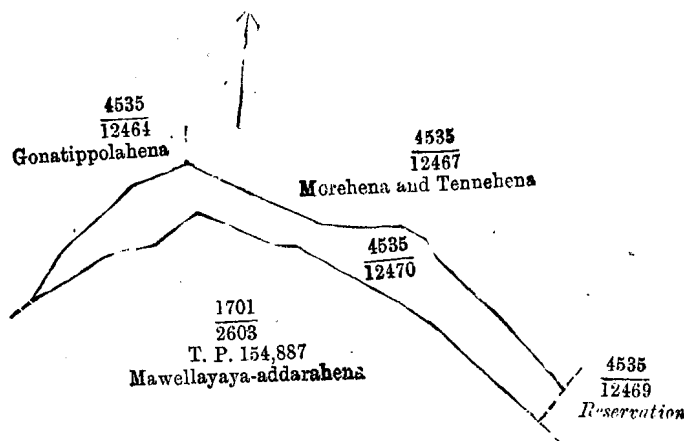 4535
12464
Gonatippolahena
4535
12467
Morehena and Tennehena
4535
12470
1701
2603
T. P. 154,887
Mawellayaya-addarahena
4535
12469
Reservation